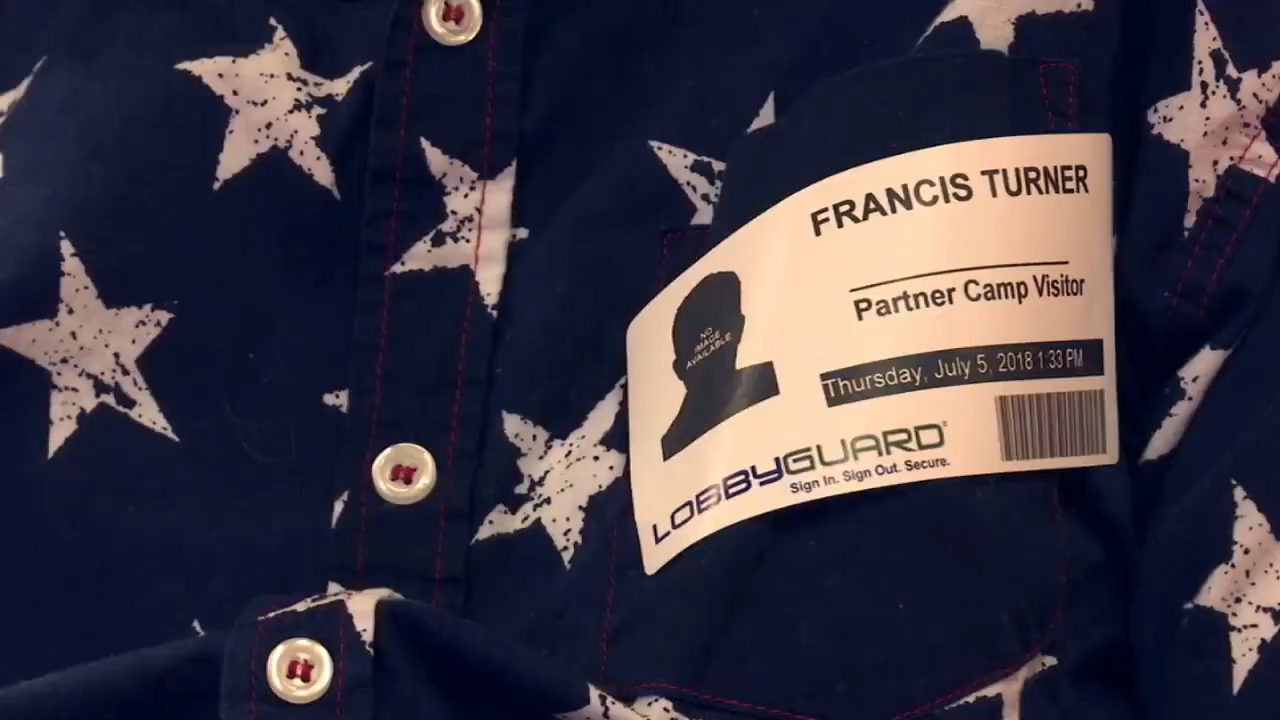 FRANCIS TURNER
Partner Camp Visitor
NO
IMAGE
AVAILABLE
Thursday, July 5, 2018 1:33 PM
LOBBYGUARD®
Sign In. Sign Out. Secure.